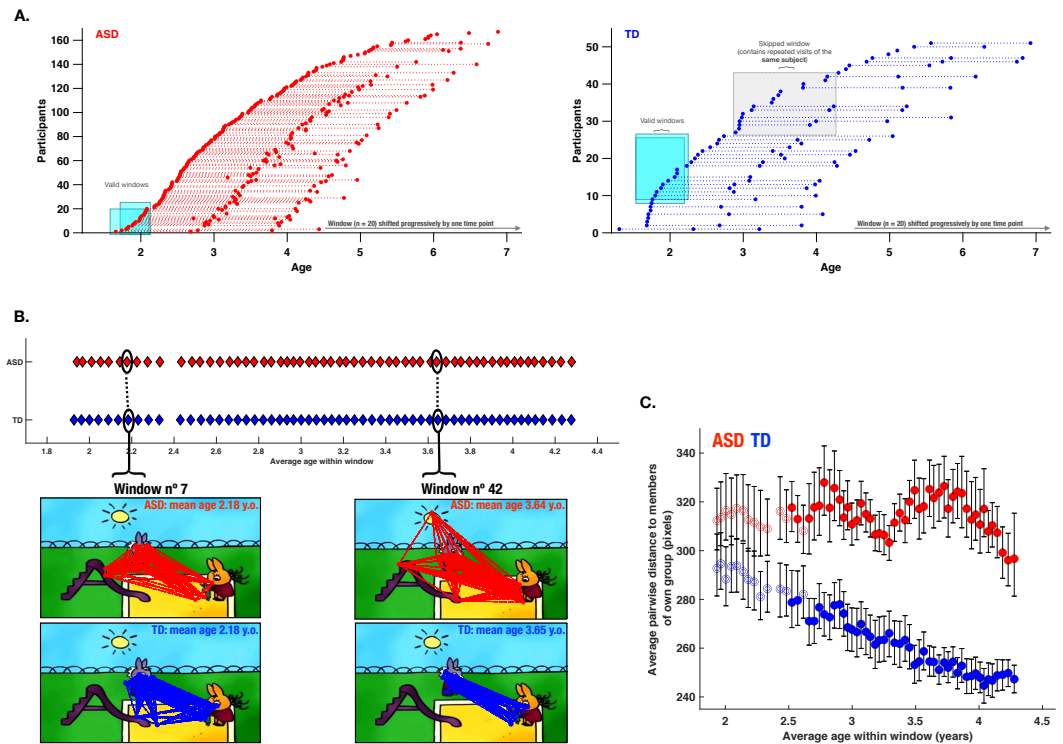 A.
ASD
Participants
160
140
120
100
80
60
40
20
0
Valid windows
Window (n = 20) shifted progressively by one time point
2
3
4
5
6
7
Age
TD
Participants
50
40
30
20
10
0
Skipped window
(contains repeated visits of the
same subject)
Valid windows
Window (n = 20) shifted progressively by one time point
2
3
4
5
6
7
Age
B.
ASD
TD
1.8
2
2.2
2.4
2.6
2.8
3
3.2
3.4
3.6
3.8
4
4.2
4.4
Average age within window
Window nº 7
ASD: mean age 2.18 y.o.
TD: mean age 2.18 y.o.
Window nº 42
ASD: mean age 3.64 y.o.
TD: mean age 3.65 y.o.
C.
ASD TD
Average pairwise distance to members
of own group (pixels)
340
320
300
280
260
240
2
2.5
3
3.5
4
4.5
Average age within window (years)